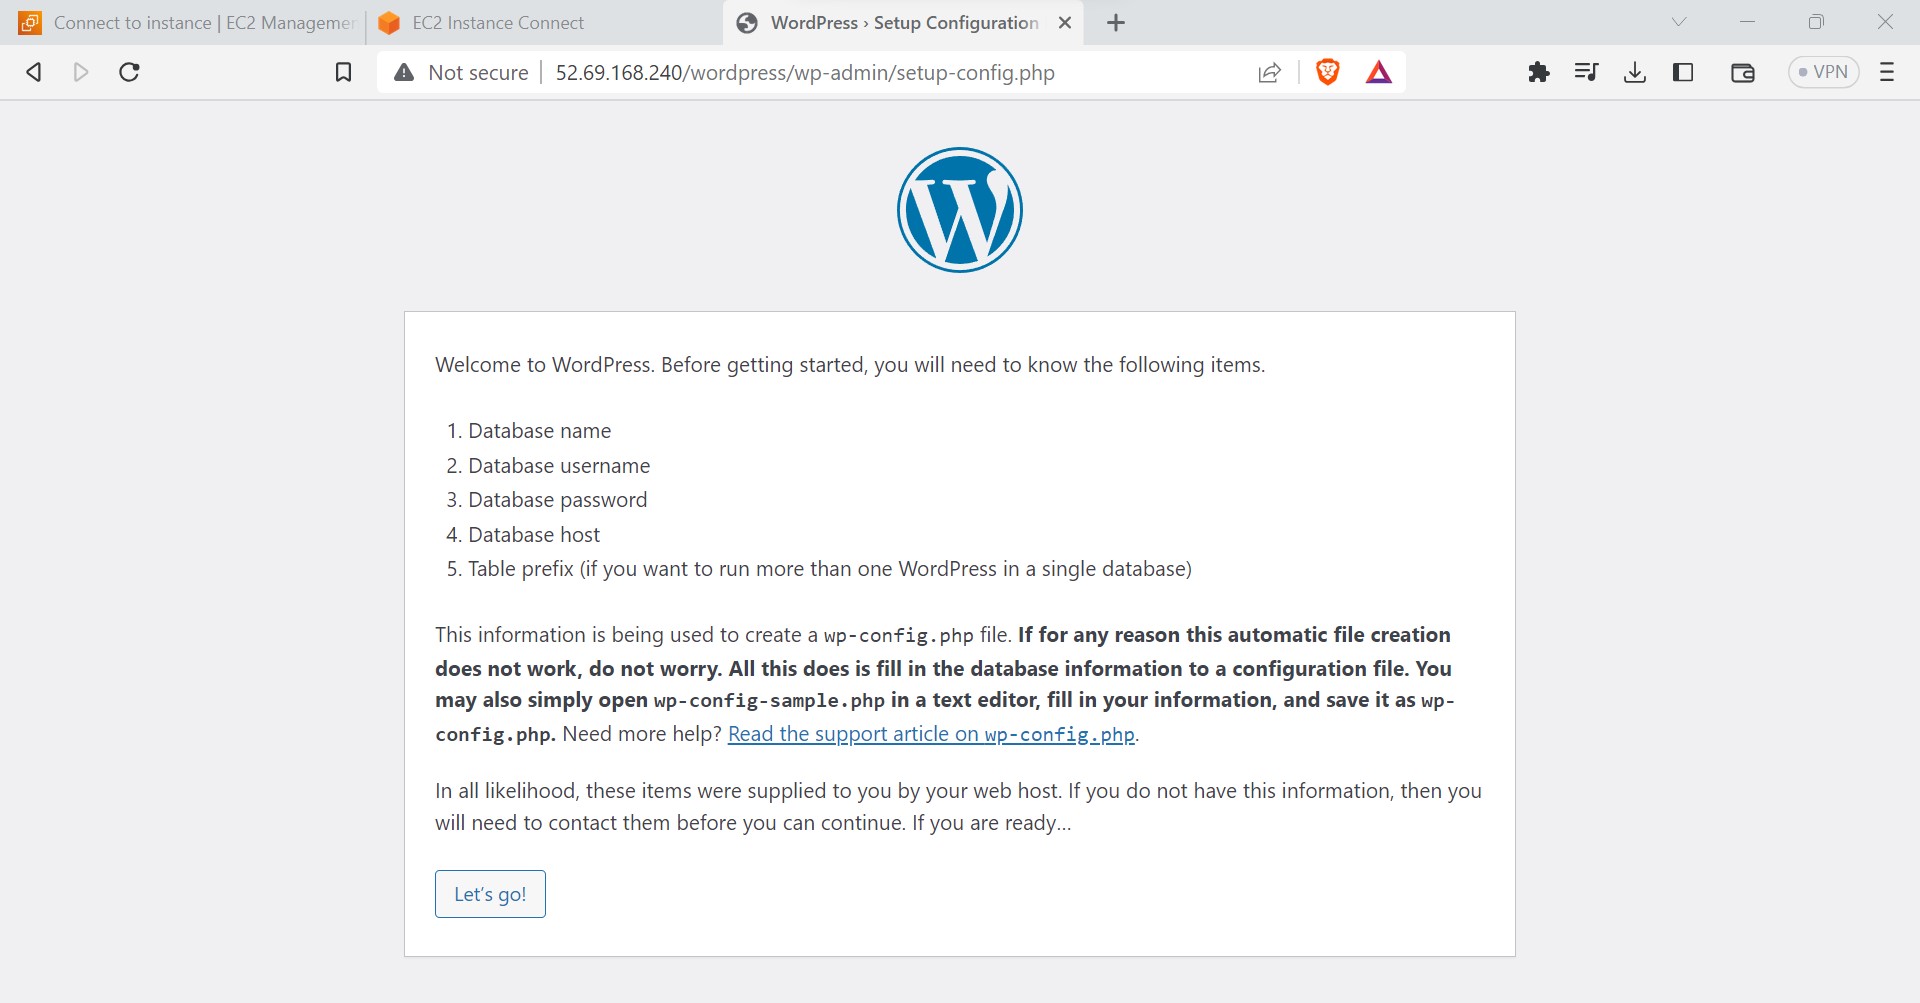 Connect to instance | EC2 Managemen
EC2 Instance Connect
WordPress › Setup Configuration
Not secure
52.69.168.240/wordpress/wp-admin/setup-config.php
VPN
Welcome to WordPress. Before getting started, you will need to know the following items.
1. Database name
2. Database username
3. Database password
4. Database host
5. Table prefix (if you want to run more than one WordPress in a single database)
This information is being used to create a wp-config.php file. If for any reason this automatic file creation
does not work, do not worry. All this does is fill in the database information to a configuration file. You
may also simply open wp-config-sample.php in a text editor, fill in your information, and save it as wp-
config.php. Need more help? Read the support article on wp-config.php.
In all likelihood, these items were supplied to you by your web host. If you do not have this information, then you
will need to contact them before you can continue. If you are ready…
Let’s go!